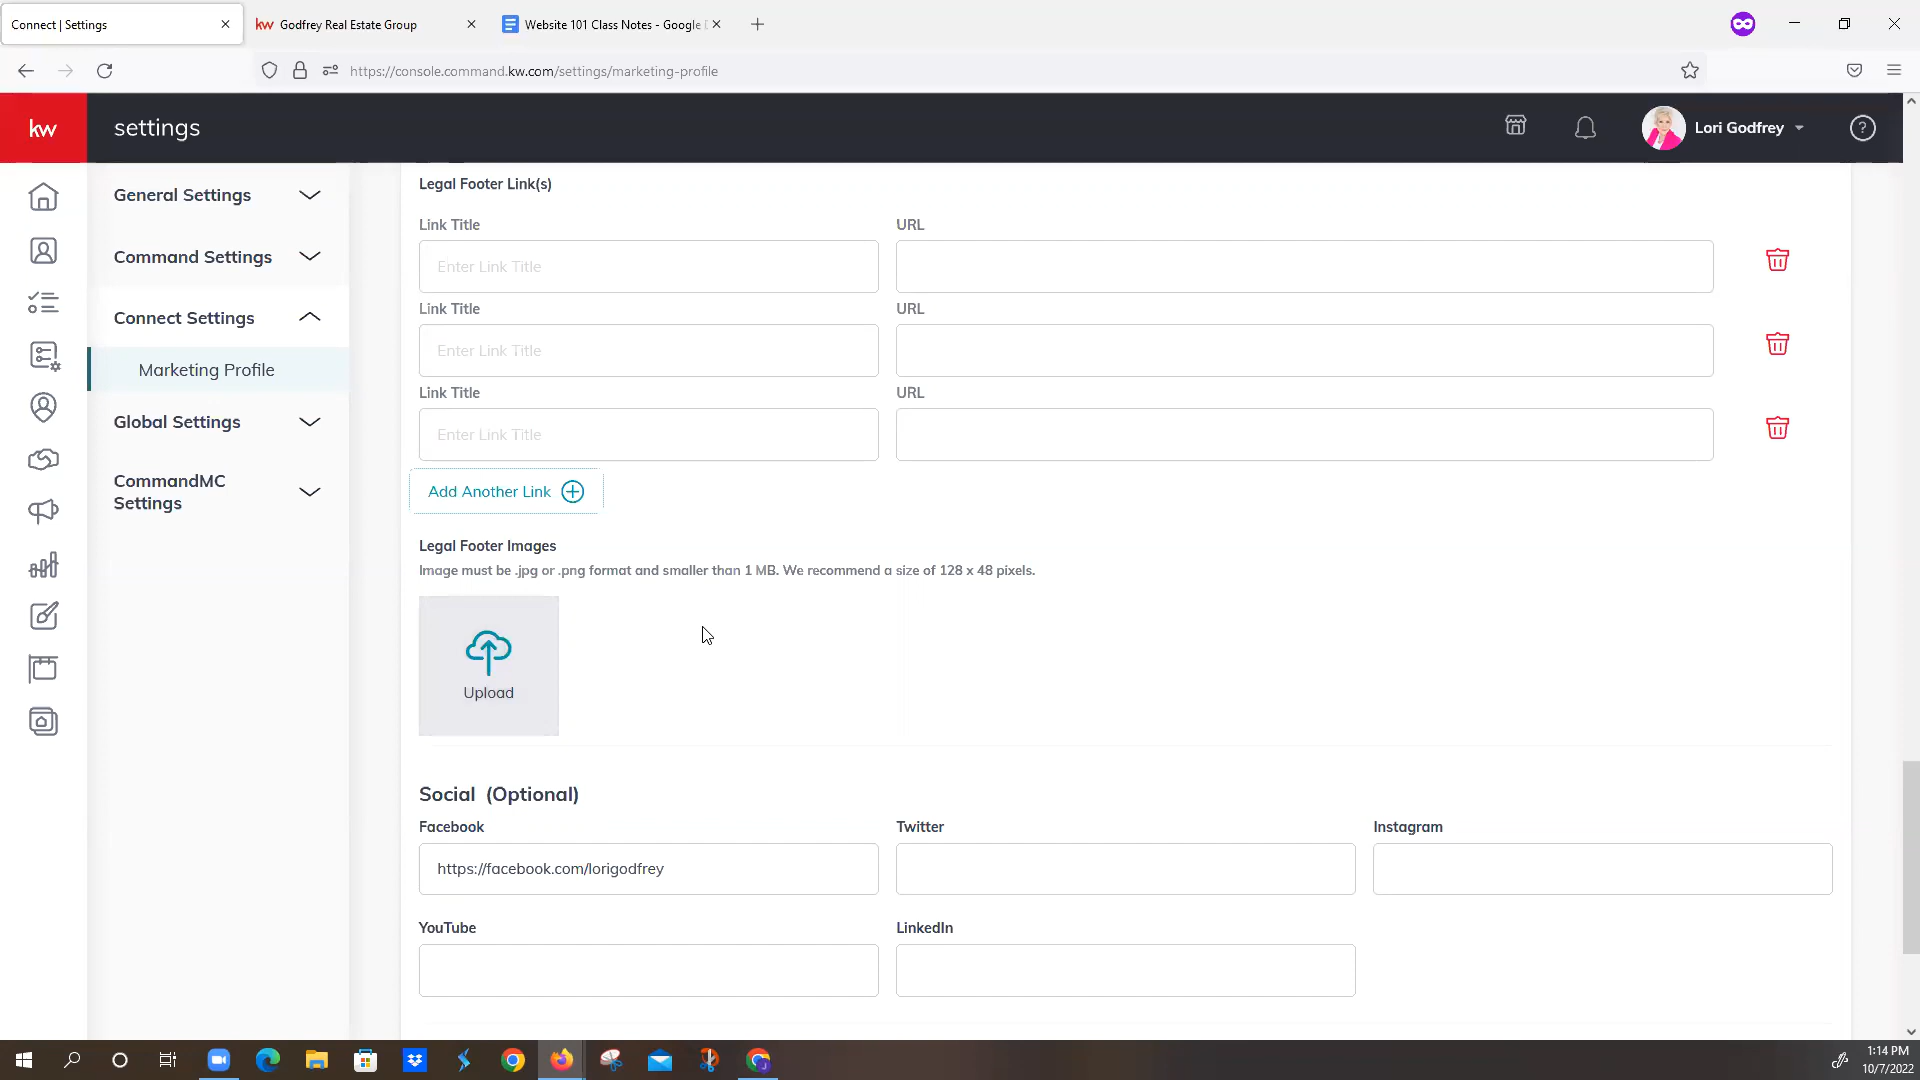 Connect | Settings
kw Godfrey Real Estate Group
Website 101 Class Notes - Google
https://console.command.kw.com/settings/marketing-profile
kw
settings
Lori Godfrey
?
General Settings
Command Settings
Connect Settings
Marketing Profile
Global Settings
CommandMC
Settings
Legal Footer Link(s)
Link Title
URL
Enter Link Title
Link Title
URL
Enter Link Title
Link Title
URL
Enter Link Title
Add Another Link
Legal Footer Images
Image must be .jpg or .png format and smaller than 1 MB. We recommend a size of 128 x 48 pixels.
Upload
Social (Optional)
Facebook
Twitter
Instagram
https://facebook.com/lorigodfrey
YouTube
LinkedIn
1:14 PM
10/7/2022